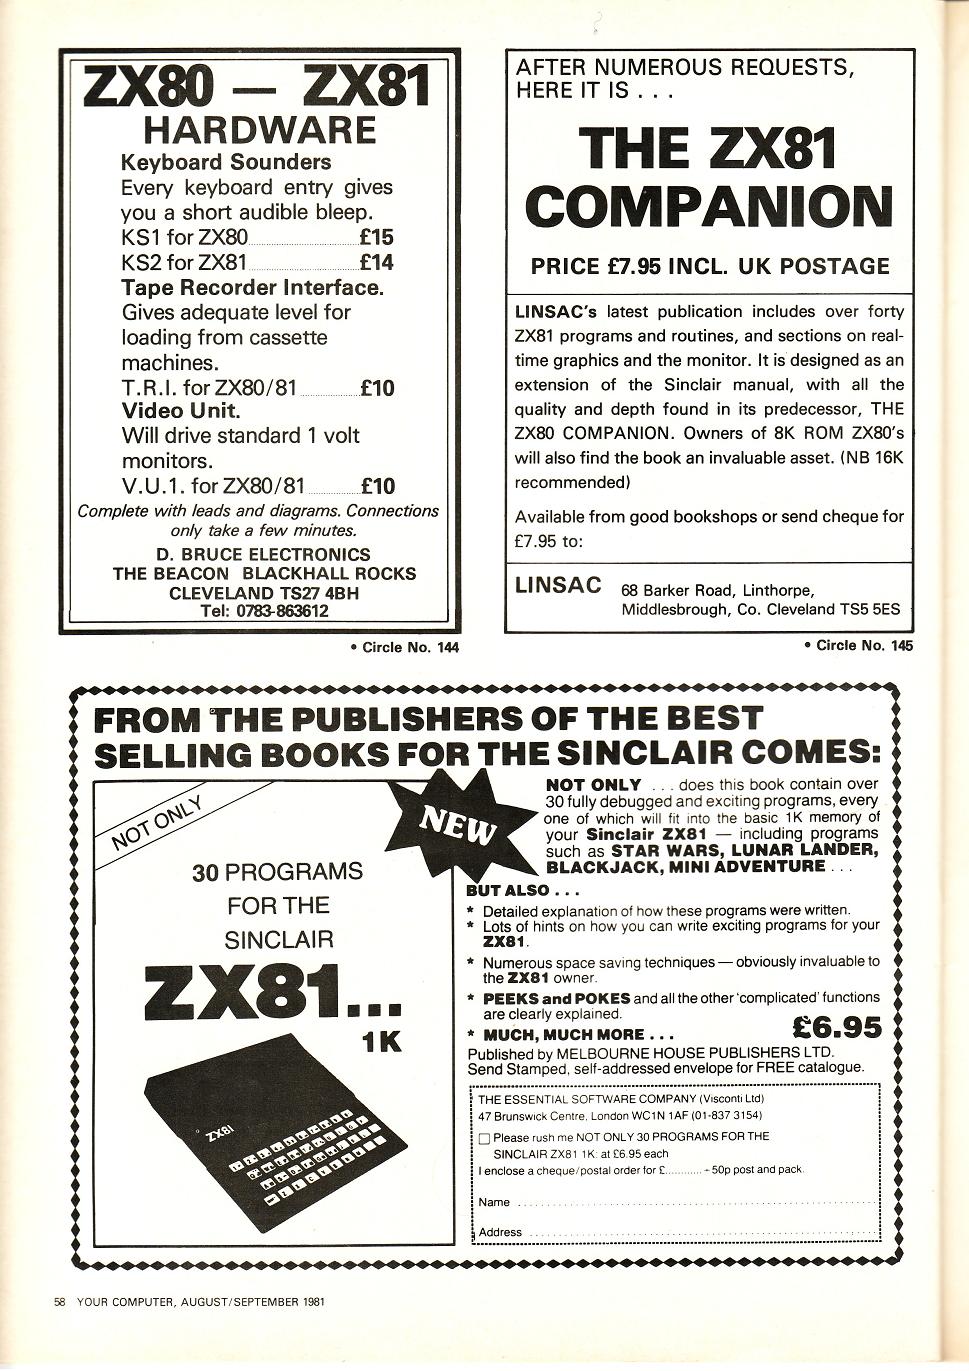 ZX80 — ZX81
HARDWARE
Keyboard Sounders
Every keyboard entry gives
you a short audible bleep.
KS1 for ZX80 £15
KS2 for ZX81 £14
Tape Recorder Interface.
Gives adequate level for
loading from cassette
machines.
T.R.I. for ZX80/81 £10
Video Unit.
Will drive standard 1 volt
monitors.
V.U.1. for ZX80/81 £10
Complete with leads and diagrams. Connections
only take a few minutes.
D. BRUCE ELECTRONICS
THE BEACON BLACKHALL ROCKS
CLEVELAND TS27 4BH
Tel: 0783-863612
• Circle No. 144
AFTER NUMEROUS REQUESTS,
HERE IT IS . . .
THE ZX81
COMPANION
PRICE £7.95 INCL. UK POSTAGE
LINSAC's latest publication includes over forty
ZX81 programs and routines, and sections on real-
time graphics and the monitor. It is designed as an
extension of the Sinclair manual, with all the
quality and depth found in its predecessor, THE
ZX80 COMPANION. Owners of 8K ROM ZX80's
will also find the book an invaluable asset. (NB 16K
recommended)
Available from good bookshops or send cheque for
£7.95 to:
LINSAC 68 Barker Road, Linthorpe,
Middlesbrough, Co. Cleveland TS5 5ES
• Circle No. 145
FROM THE PUBLISHERS OF THE BEST
SELLING BOOKS FOR THE SINCLAIR COMES:
NOT ONLY
30 PROGRAMS
FOR THE
SINCLAIR
ZX81...
1K
ZX81
NEW
NOT ONLY . . . does this book contain over
30 fully debugged and exciting programs, every
one of which will fit into the basic 1K memory of
your Sinclair ZX81 — including programs
such as STAR WARS, LUNAR LANDER,
BLACKJACK, MINI ADVENTURE . . .
BUT ALSO . . .
* Detailed explanation of how these programs were written.
* Lots of hints on how you can write exciting programs for your
ZX81.
* Numerous space saving techniques — obviously invaluable to
the ZX81 owner.
* PEEKS and POKES and all the other 'complicated' functions
are clearly explained.
* MUCH, MUCH MORE . . . £6.95
Published by MELBOURNE HOUSE PUBLISHERS LTD.
Send Stamped, self-addressed envelope for FREE catalogue.
THE ESSENTIAL SOFTWARE COMPANY (Visconti Ltd)
47 Brunswick Centre, London WC1N 1AF (01-837 3154)
Please rush me NOT ONLY 30 PROGRAMS FOR THE
SINCLAIR ZX81 1K: at £6.95 each
I enclose a cheque/postal order for £............ + 50p post and pack.
Name
Address
58 YOUR COMPUTER, AUGUST/SEPTEMBER 1981